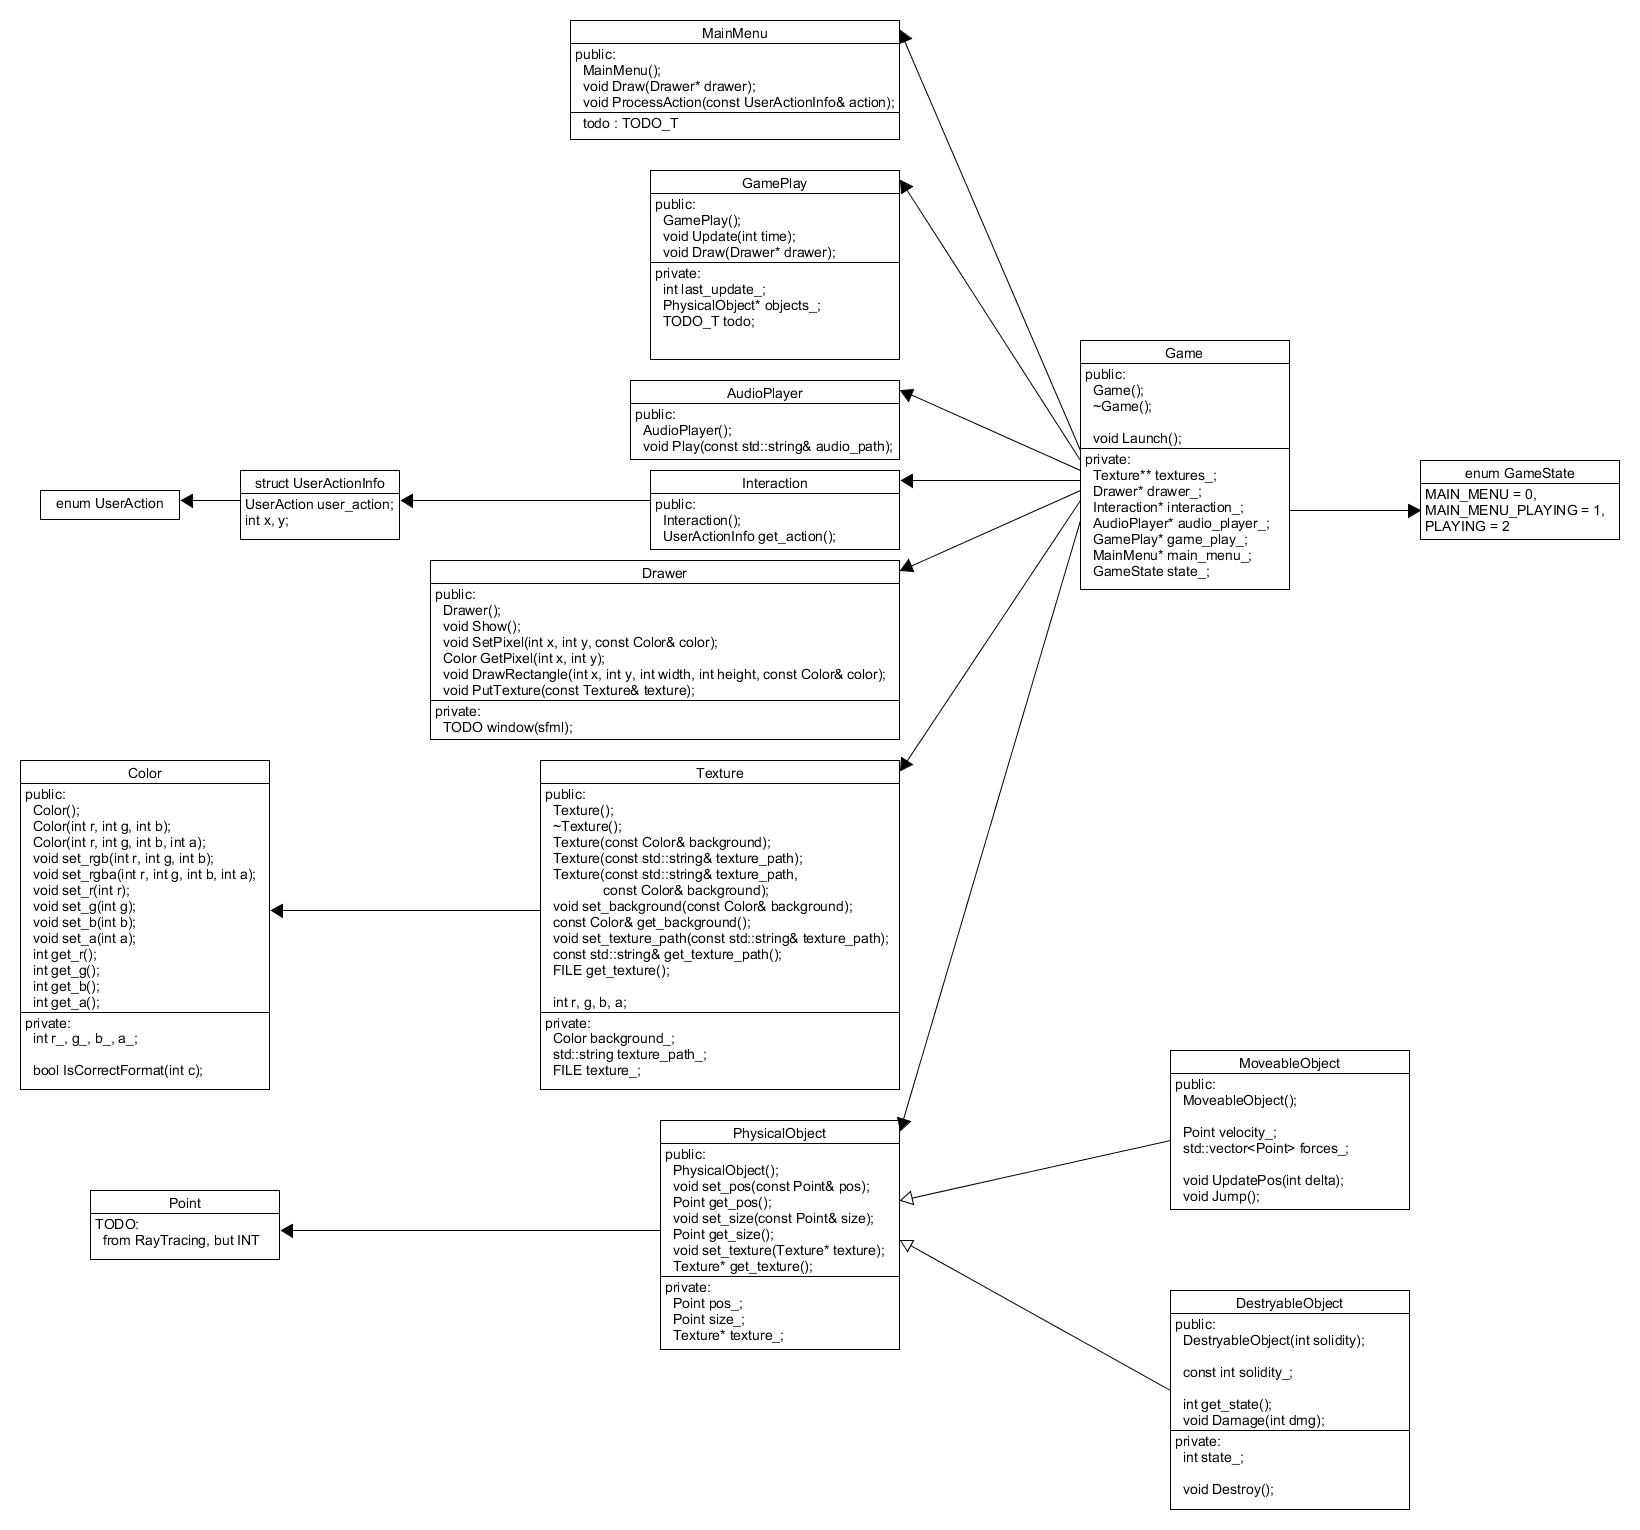 MainMenu
public:
MainMenu();
void Draw(Drawer* drawer);
void ProcessAction(const UserActionInfo& action);
todo : TODO_T
GamePlay
public:
GamePlay();
void Update(int time);
void Draw(Drawer* drawer);
private:
int last_update_;
PhysicalObject* objects_;
TODO_T todo;
AudioPlayer
public:
AudioPlayer();
void Play(const std::string& audio_path);
Game
public:
Game();
~Game();
void Launch();
private:
Texture** textures_;
Drawer* drawer_;
Interaction* interaction_;
AudioPlayer* audio_player_;
GamePlay* game_play_;
MainMenu* main_menu_;
GameState state_;
enum GameState
MAIN_MENU = 0,
MAIN_MENU_PLAYING = 1,
PLAYING = 2
enum UserAction
struct UserActionInfo
UserAction user_action;
int x, y;
Interaction
public:
Interaction();
UserActionInfo get_action();
Drawer
public:
Drawer();
void Show();
void SetPixel(int x, int y, const Color& color);
Color GetPixel(int x, int y);
void DrawRectangle(int x, int y, int width, int height, const Color& color);
void PutTexture(const Texture& texture);
private:
TODO window(sfml);
Color
public:
Color();
Color(int r, int g, int b);
Color(int r, int g, int b, int a);
void set_rgb(int r, int g, int b);
void set_rgba(int r, int g, int b, int a);
void set_r(int r);
void set_g(int g);
void set_b(int b);
void set_a(int a);
int get_r();
int get_g();
int get_b();
int get_a();
private:
int r_, g_, b_, a_;
bool IsCorrectFormat(int c);
Texture
public:
Texture();
~Texture();
Texture(const Color& background);
Texture(const std::string& texture_path);
Texture(const std::string& texture_path,
const Color& background);
void set_background(const Color& background);
const Color& get_background();
void set_texture_path(const std::string& texture_path);
const std::string& get_texture_path();
FILE get_texture();
int r, g, b, a;
private:
Color background_;
std::string texture_path_;
FILE texture_;
Point
TODO:
from RayTracing, but INT
PhysicalObject
public:
PhysicalObject();
void set_pos(const Point& pos);
Point get_pos();
void set_size(const Point& size);
Point get_size();
void set_texture(Texture* texture);
Texture* get_texture();
private:
Point pos_;
Point size_;
Texture* texture_;
MoveableObject
public:
MoveableObject();
Point velocity_;
std::vector<Point> forces_;
void UpdatePos(int delta);
void Jump();
DestryableObject
public:
DestryableObject(int solidity);
const int solidity_;
int get_state();
void Damage(int dmg);
private:
int state_;
void Destroy();